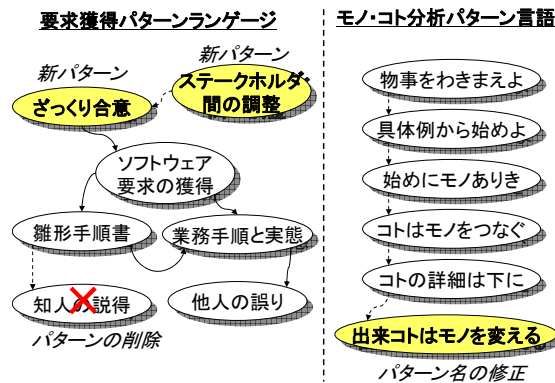 要求獲得パターンランゲージ
新パターン
新パターン
ステークホルダ・
間の調整
ざっくり合意
ソフトウェア
要求の獲得
雛形手順書
業務手順と実態
知人の説得
他人の誤り
パターンの削除
モノ・コト分析パターン言語
物事をわきまえよ
具体例から始めよ
始めにモノありき
コトはモノをつなぐ
コトの詳細は下に
出来コトはモノを変える
パターン名の修正